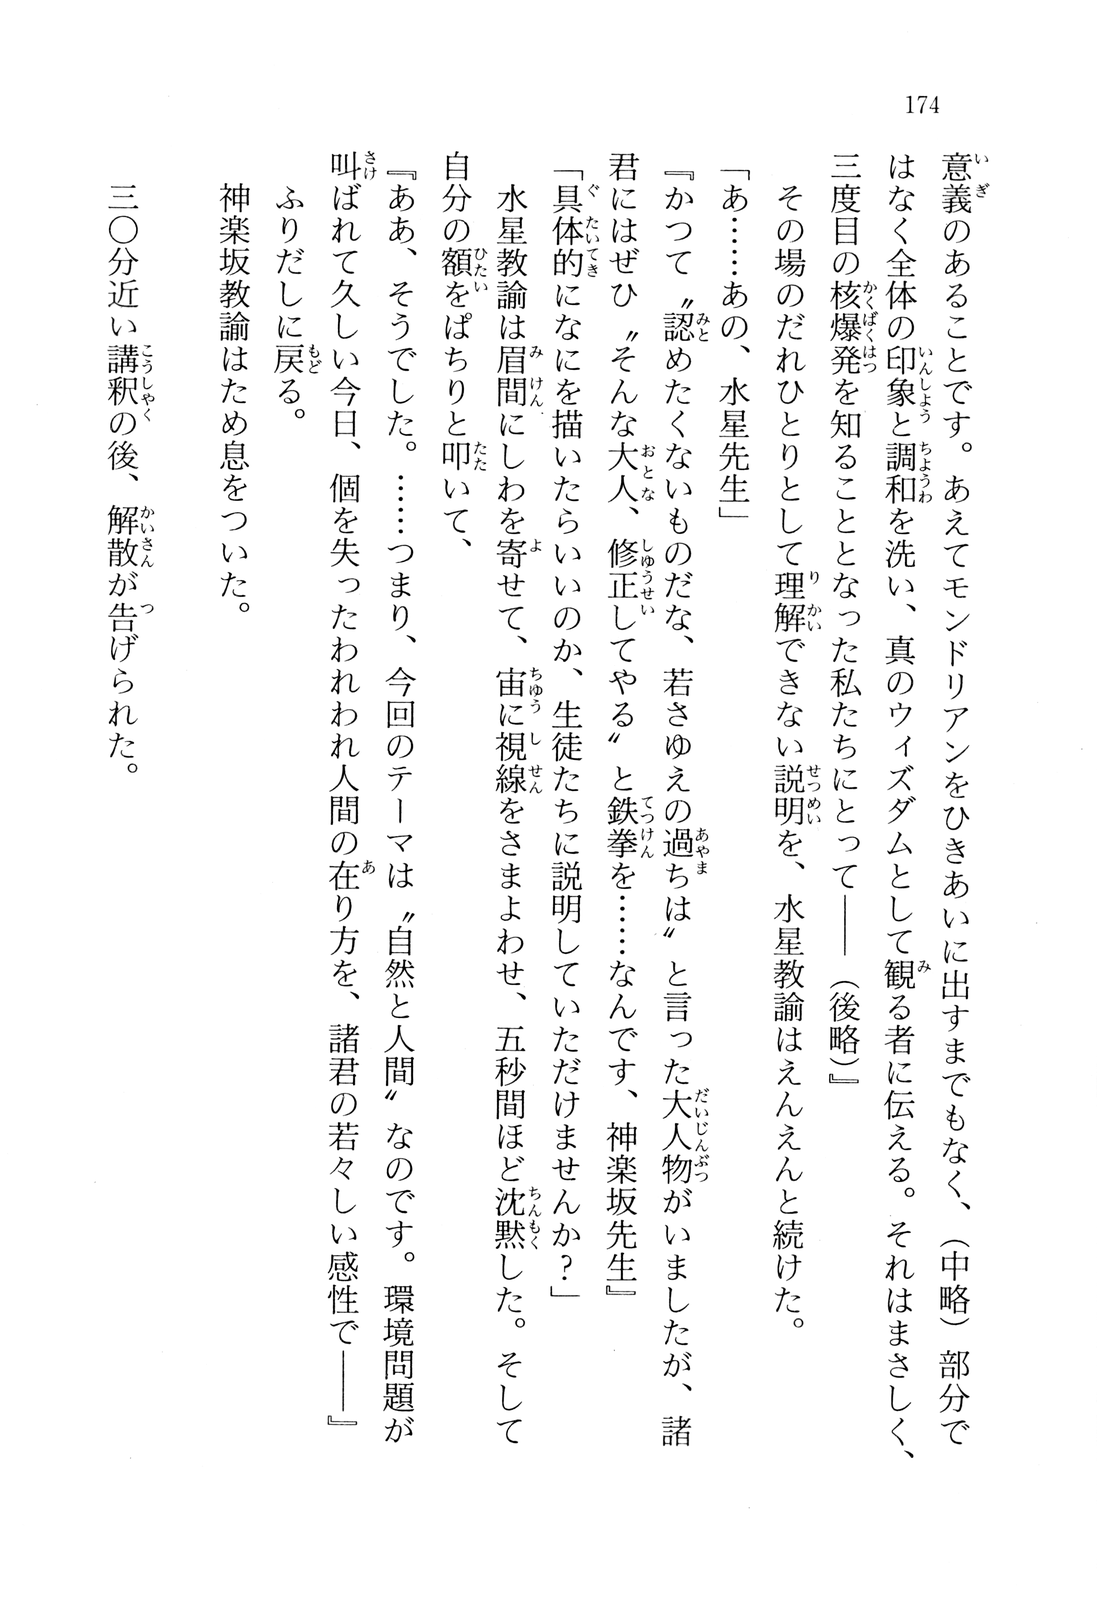 174
意義のあることです。あえてモンドリアンをひきあいに出すまでもなく、（中略）部分で
はなく全体の印象と調和を洗い、真のウィズダムとして観る者に伝える。それはまさしく、
三度目の核爆発を知ることとなった私たちにとって――（後略）』
その場のだれひとりとして理解できない説明を、水星教諭はえんえんと続けた。
「あ……あの、水星先生」
『かつて〝認めたくないものだな、若さゆえの過ちは〟と言った大人物がいましたが、諸
君にはぜひ〝そんな大人、修正してやる〟と鉄拳を……なんです、神楽坂先生』
「具体的になにを描いたらいいのか、生徒たちに説明していただけませんか？」
水星教諭は眉間にしわを寄せて、宙に視線をさまよわせ、五秒間ほど沈黙した。そして
自分の額をぱちりと叩いて、
『ああ、そうでした。……つまり、今回のテーマは〝自然と人間〟なのです。環境問題が
叫ばれて久しい今日、個を失ったわれわれ人間の在り方を、諸君の若々しい感性で――』
ふりだしに戻る。
神楽坂教諭はため息をついた。
三〇分近い講釈の後、解散が告げられた。